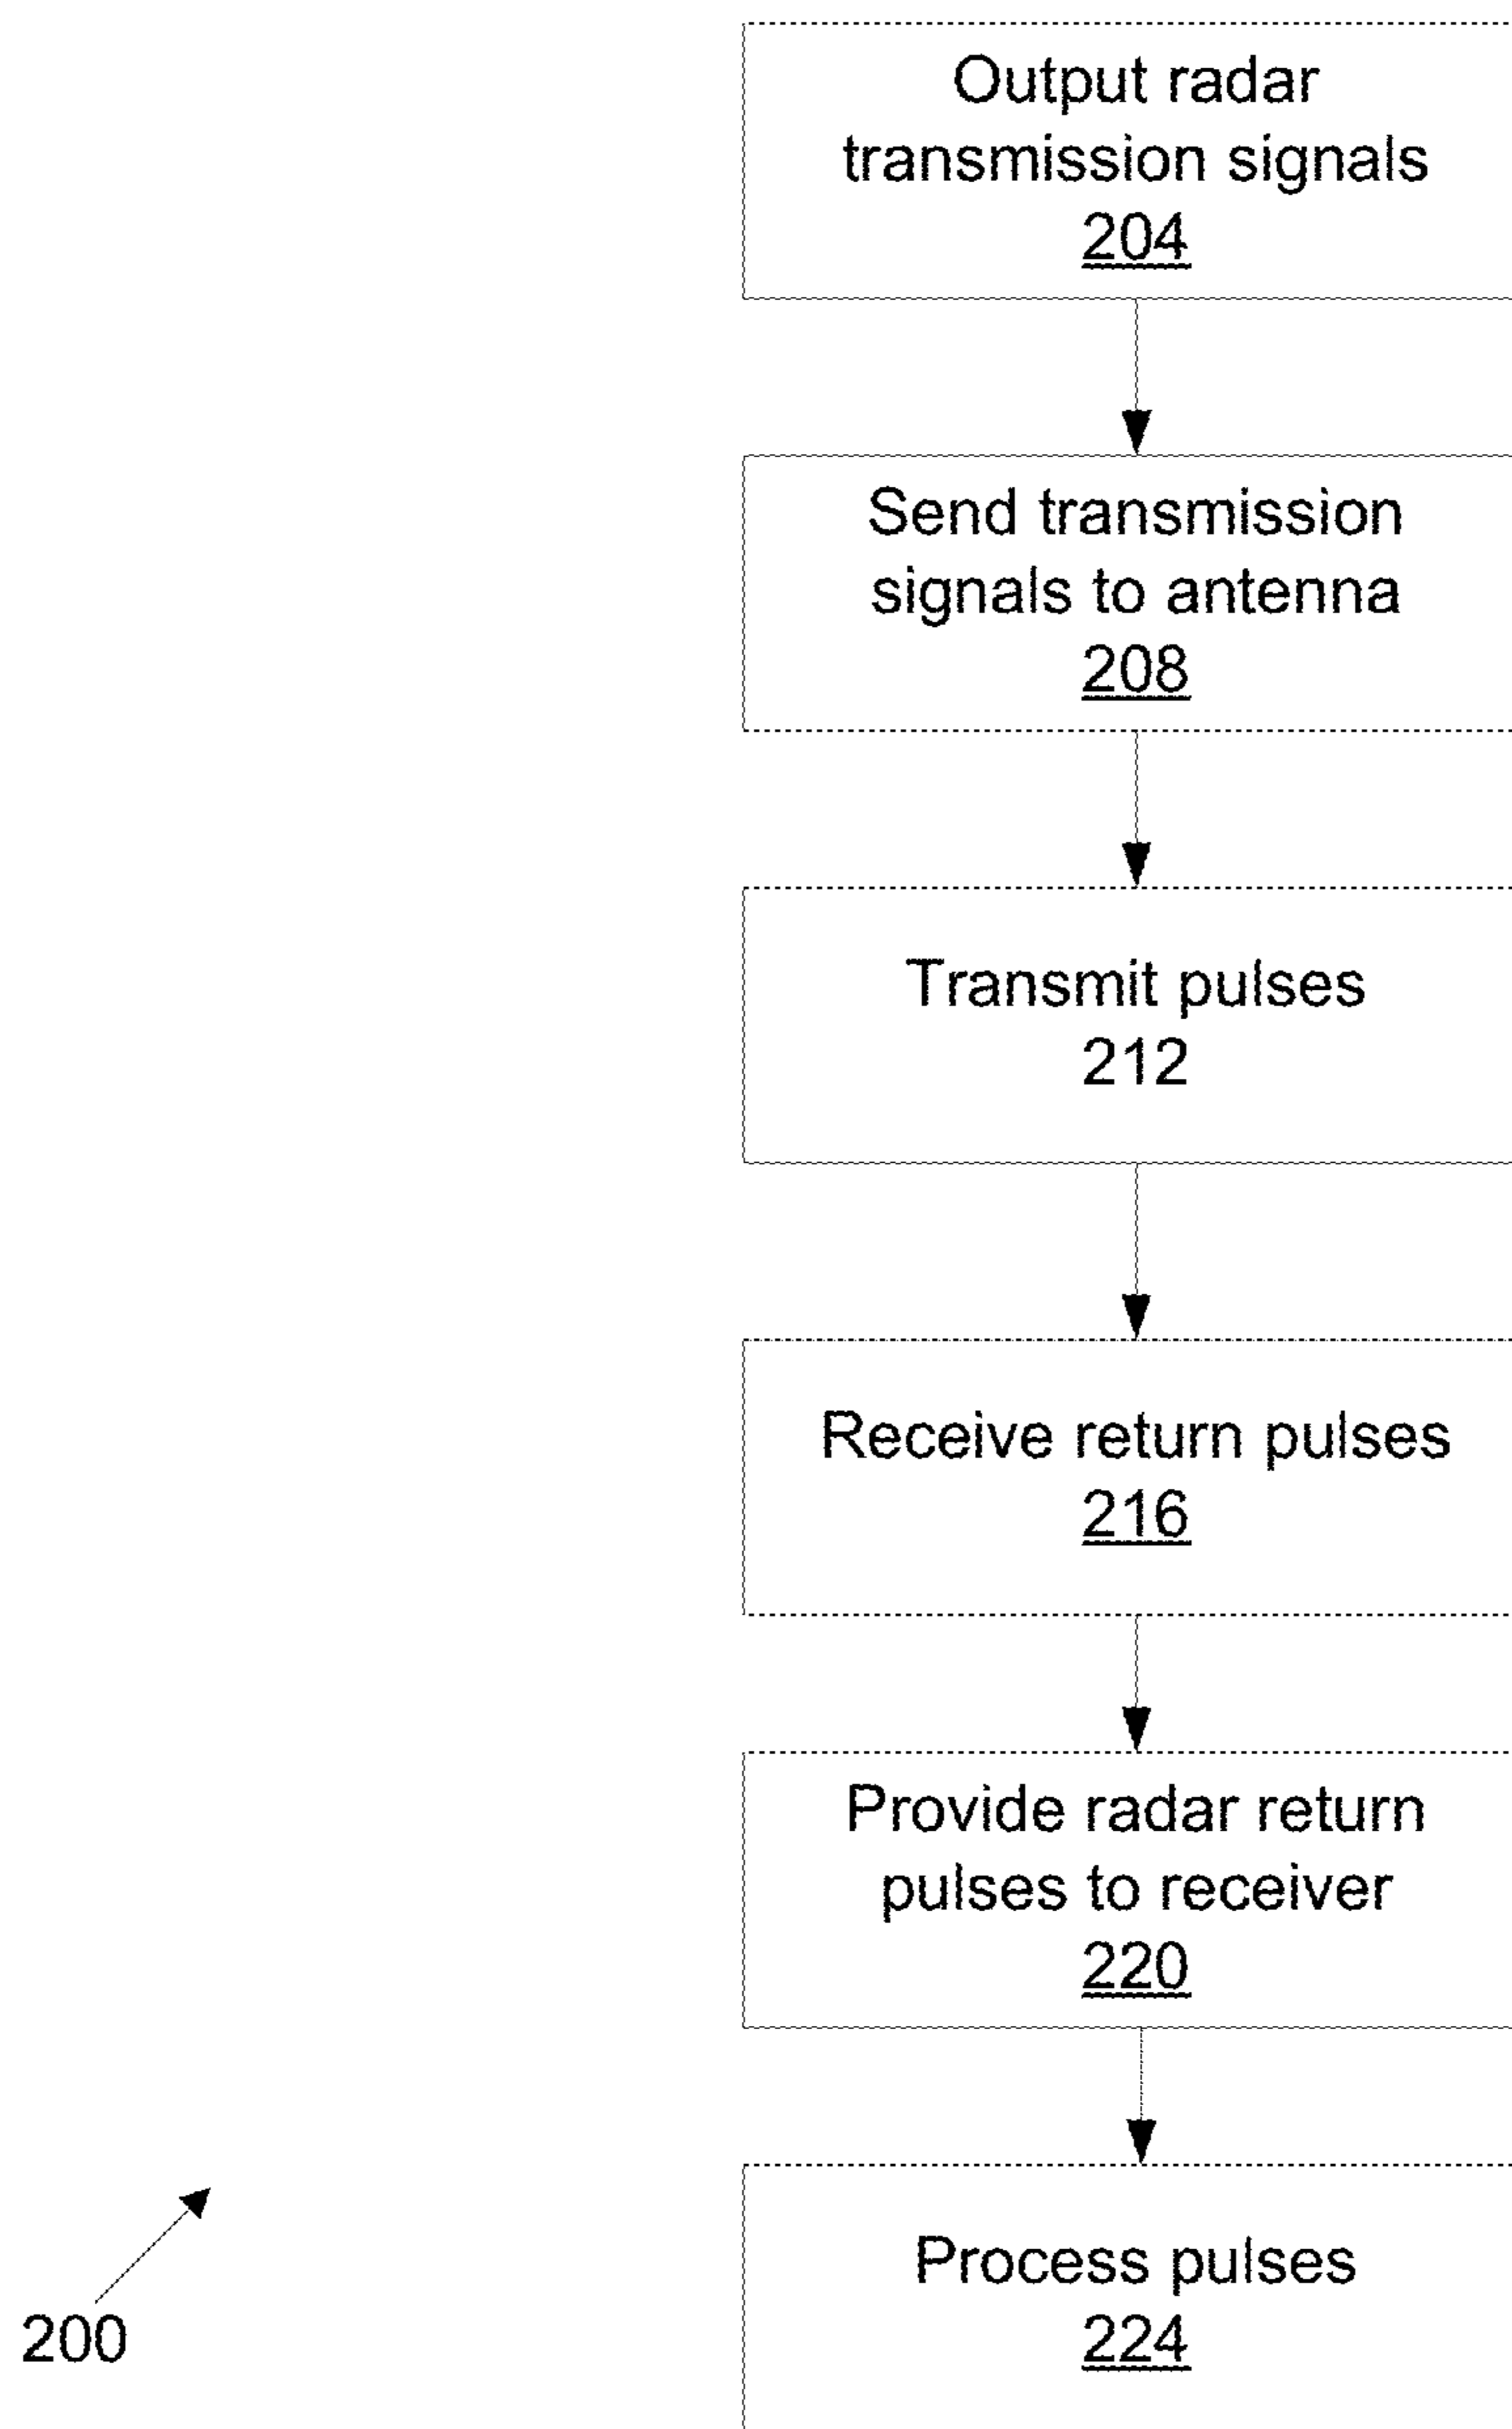 Output radar
transmission signals
204
Send transmission
signals to antenna
208
Transmit pulses
212
Receive return pulses
216
Provide radar return
pulses to receiver
220
Process pulses
224
200